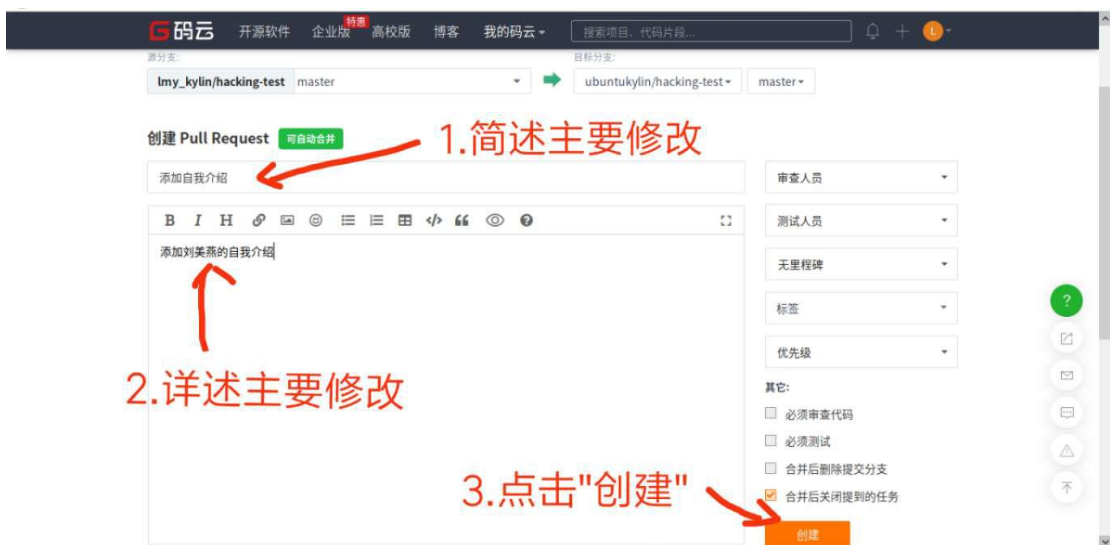 码云 开源软件 企业版 特惠 高校版 博客 我的码云 搜索项目、代码片段... L
源分支: 目标分支:
lmy_kylin/hacking-test master ubuntukylin/hacking-test master
创建 Pull Request 可自动合并
1.简述主要修改
添加自我介绍
审查人员
B I H
测试人员
添加刘美燕的自我介绍
无里程碑
标签
优先级
2.详述主要修改
其它:
必须审查代码
必须测试
合并后删除提交分支
3.点击"创建"
合并后关闭提到的任务
创建